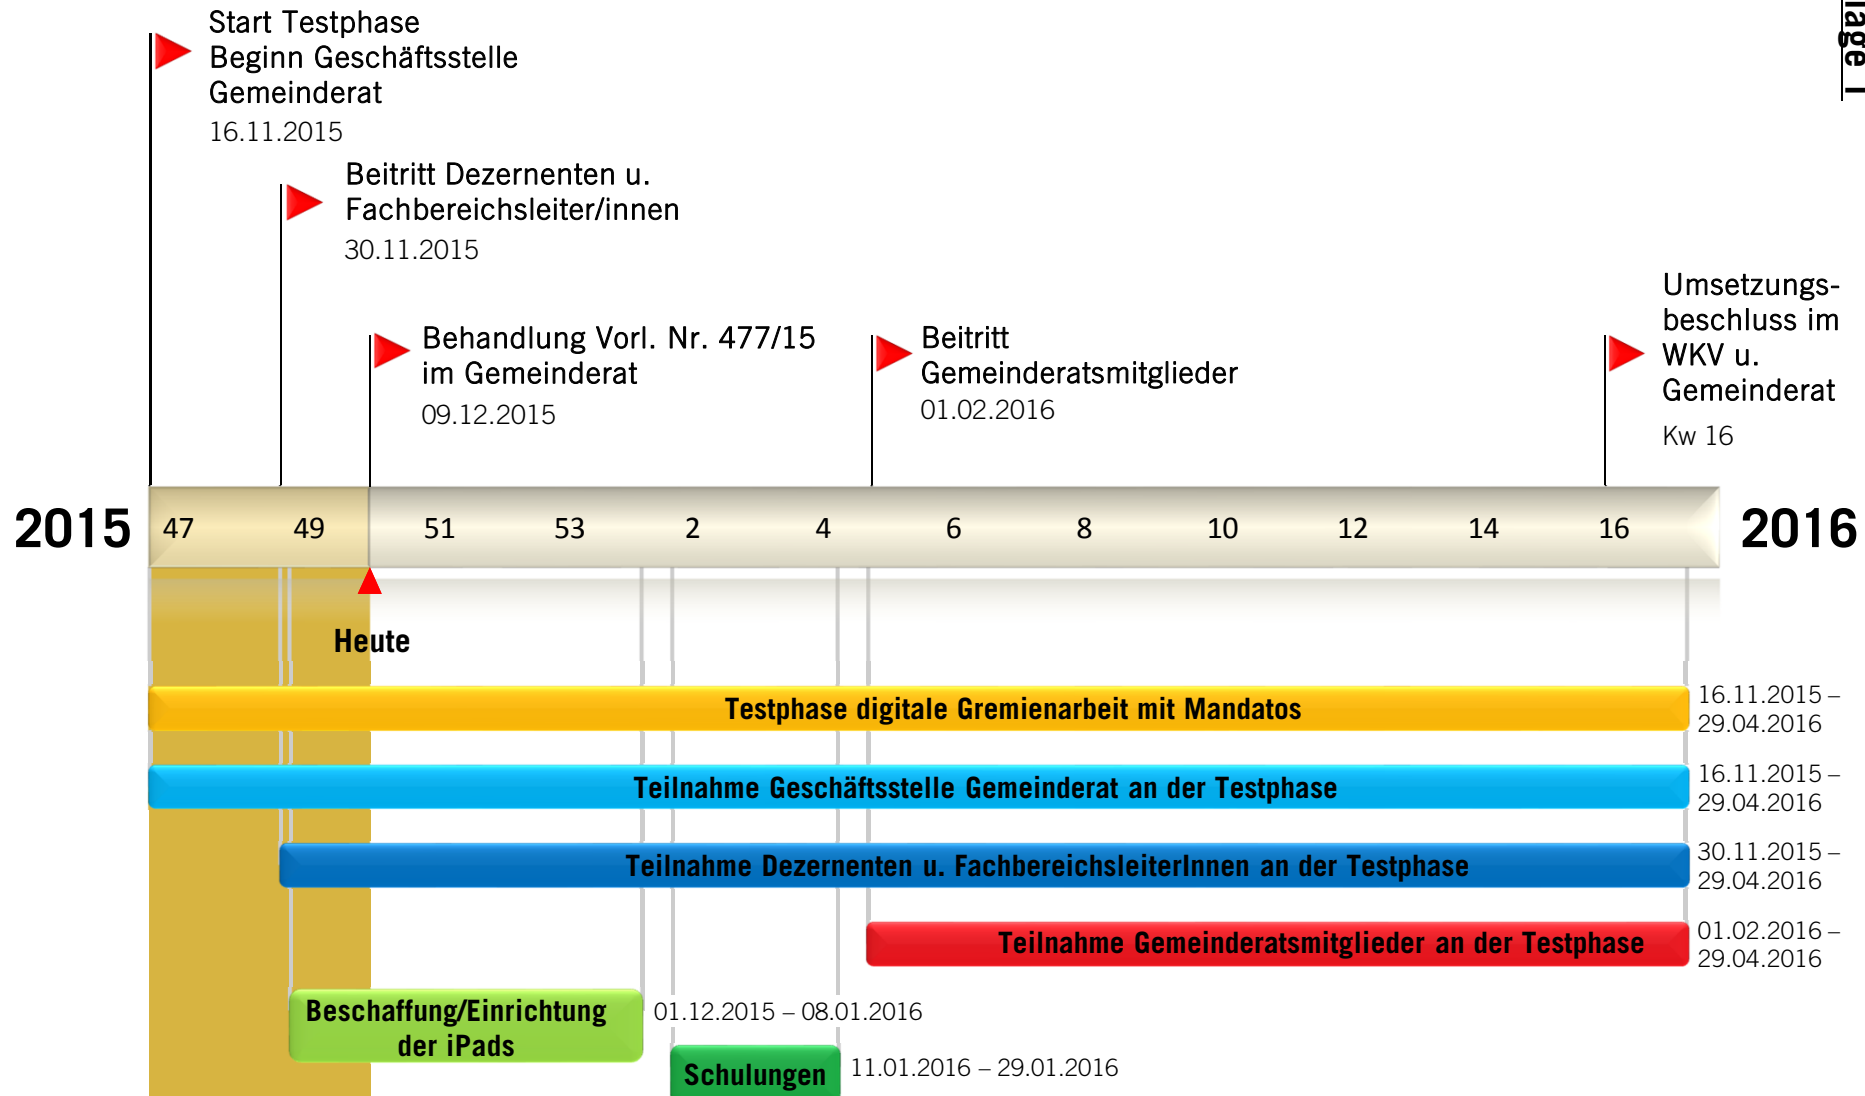 lage 1
Start Testphase
Beginn Geschäftsstelle
Gemeinderat
16.11.2015
Beitritt Dezernenten u.
Fachbereichsleiter/innen
30.11.2015
Behandlung Vorl. Nr. 477/15
im Gemeinderat
09.12.2015
Beitritt
Gemeinderatsmitglieder
01.02.2016
Umsetzungs-
beschluss im
WKV u.
Gemeinderat
Kw 16
2015 47 49 51 53 2 4 6 8 10 12 14 16 2016
Heute
Testphase digitale Gremienarbeit mit Mandatos
16.11.2015 –
29.04.2016
Teilnahme Geschäftsstelle Gemeinderat an der Testphase
16.11.2015 –
29.04.2016
Teilnahme Dezernenten u. FachbereichsleiterInnen an der Testphase
30.11.2015 –
29.04.2016
Teilnahme Gemeinderatsmitglieder an der Testphase
01.02.2016 –
29.04.2016
Beschaffung/Einrichtung
der iPads
01.12.2015 – 08.01.2016
Schulungen
11.01.2016 – 29.01.2016